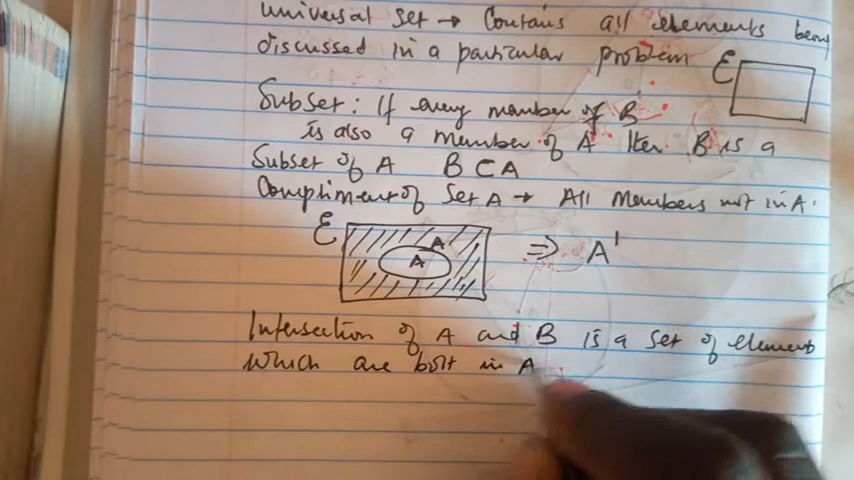 Universal Set → Contains all elements being
discussed in a particular problem ℰ
Subset: If every member of B
is also a member of A then B is a
Subset of A B ⊂ A
Compliment of Set A → All Members not in A.
ℰ A A ⇒ A'
Intersection of A and B is a set of elements
which are both in A